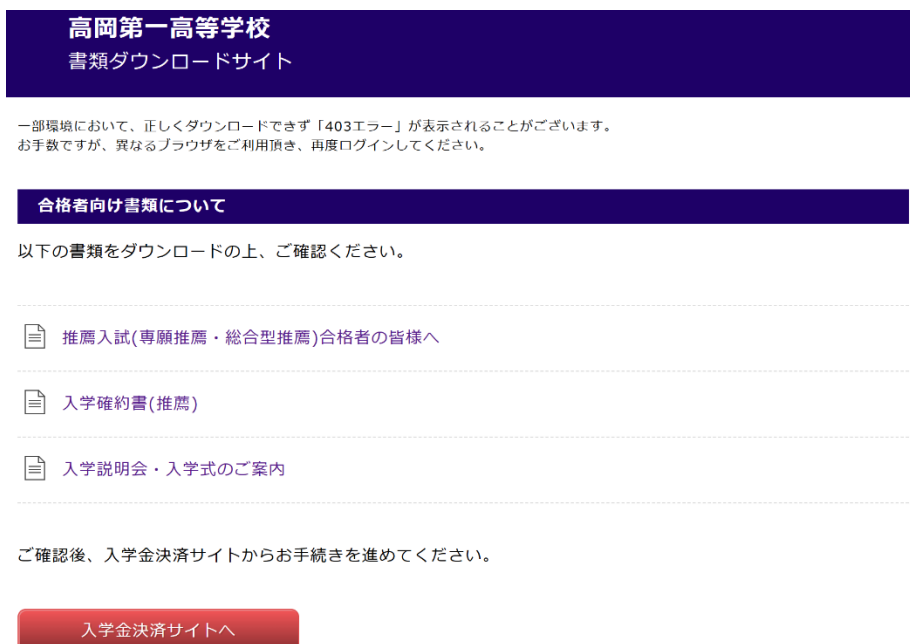 高岡第一高等学校
書類ダウンロードサイト
一部環境において、正しくダウンロードできず「403エラー」が表示されることがございます。
お手数ですが、異なるブラウザをご利用頂き、再度ログインしてください。
合格者向け書類について
以下の書類をダウンロードの上、ご確認ください。
推薦入試(専願推薦・総合型推薦)合格者の皆様へ
入学確約書(推薦)
入学説明会・入学式のご案内
ご確認後、入学金決済サイトからお手続きを進めてください。
入学金決済サイトへ